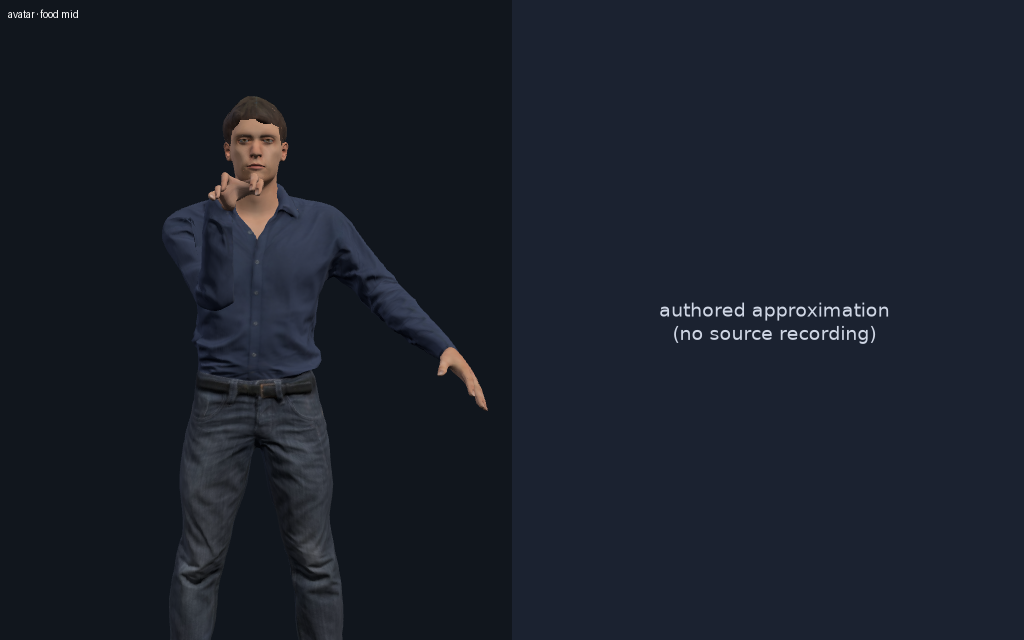 avatar · food mid
authored approximation
(no source recording)